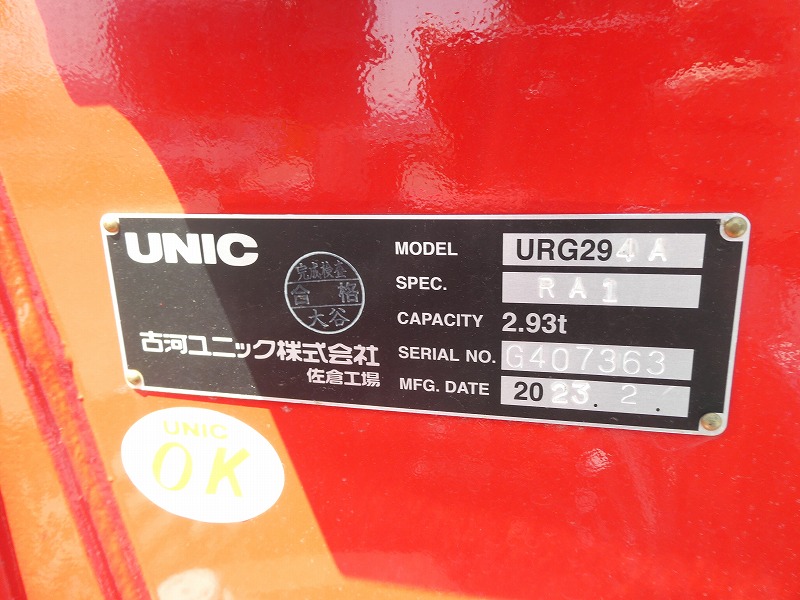 UNIC
完成検査
合格
大谷
古河ユニック株式会社
佐倉工場
MODEL URG294A
SPEC. RA1
CAPACITY 2.93t
SERIAL NO. G407363
MFG. DATE 2023. 2.
UNIC
OK